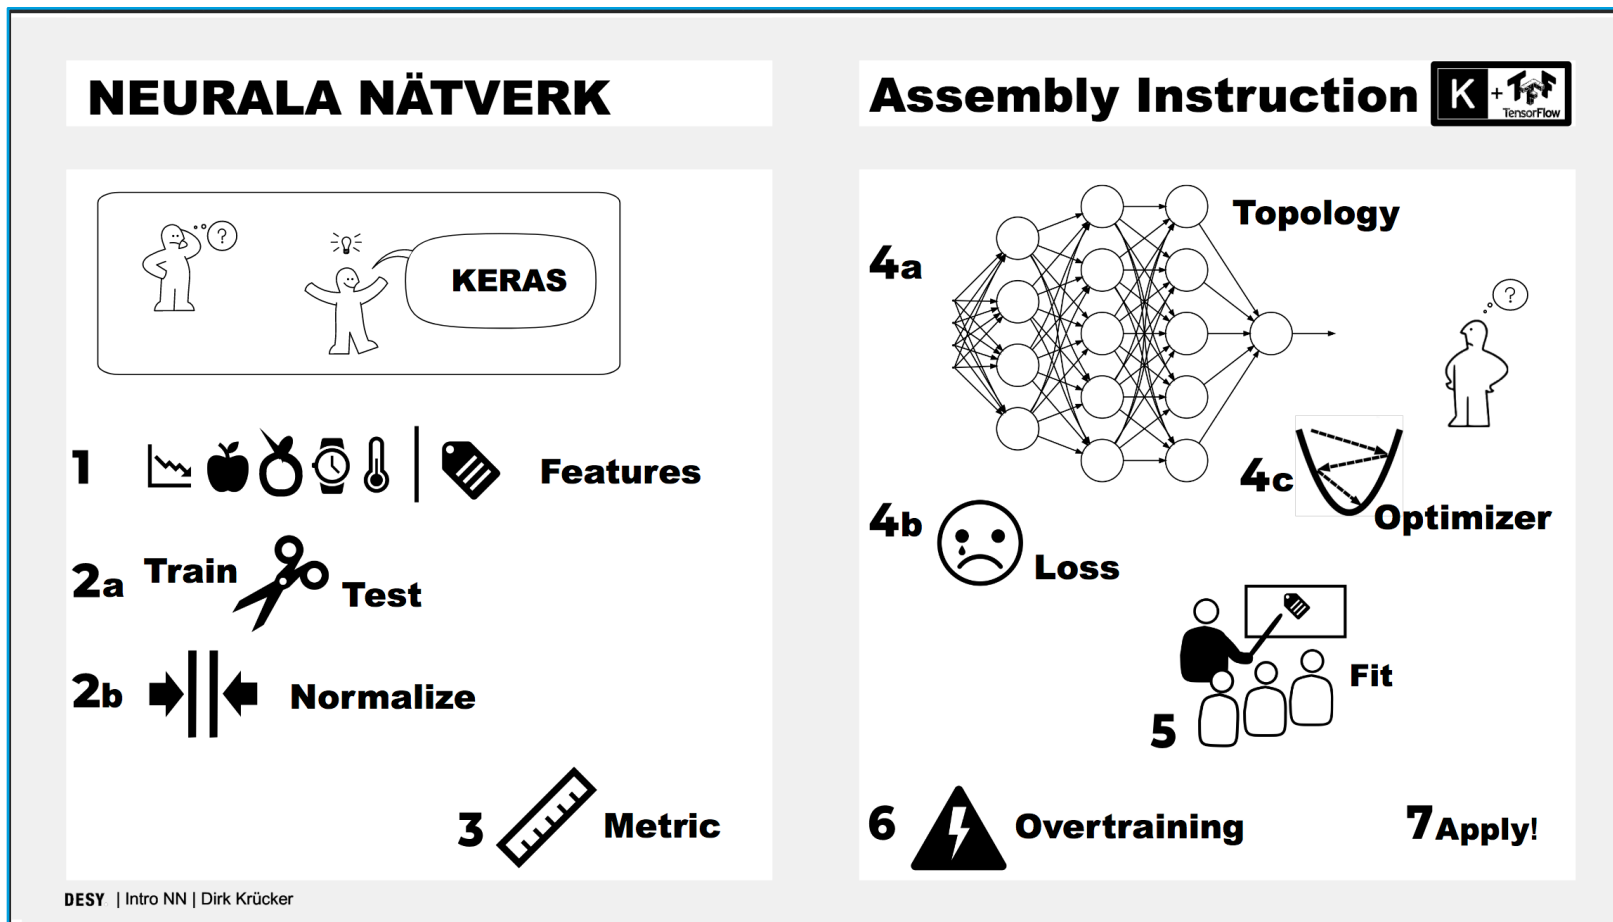 NEURALA NÄTVERK
?
KERAS
1 Features
2a Train Test
2b Normalize
3 Metric
Assembly Instruction K + TensorFlow
4a Topology
?
4c Optimizer
4b Loss
5 Fit
6 Overtraining
7 Apply!
DESY | Intro NN | Dirk Krücker